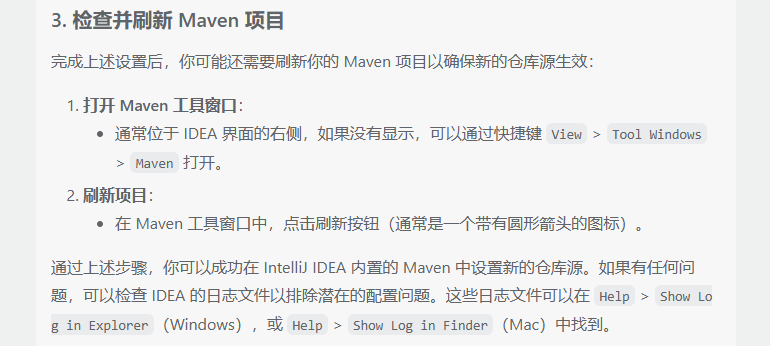 3. 检查并刷新 Maven 项目
完成上述设置后，你可能还需要刷新你的 Maven 项目以确保新的仓库源生效：
1. 打开 Maven 工具窗口：
• 通常位于 IDEA 界面的右侧，如果没有显示，可以通过快捷键 View > Tool Windows
> Maven 打开。
2. 刷新项目：
• 在 Maven 工具窗口中，点击刷新按钮（通常是一个带有圆形箭头的图标）。
通过上述步骤，你可以成功在 IntelliJ IDEA 内置的 Maven 中设置新的仓库源。如果有任何问
题，可以检查 IDEA 的日志文件以排除潜在的配置问题。这些日志文件可以在 Help > Show Lo
g in Explorer（Windows），或 Help > Show Log in Finder（Mac）中找到。